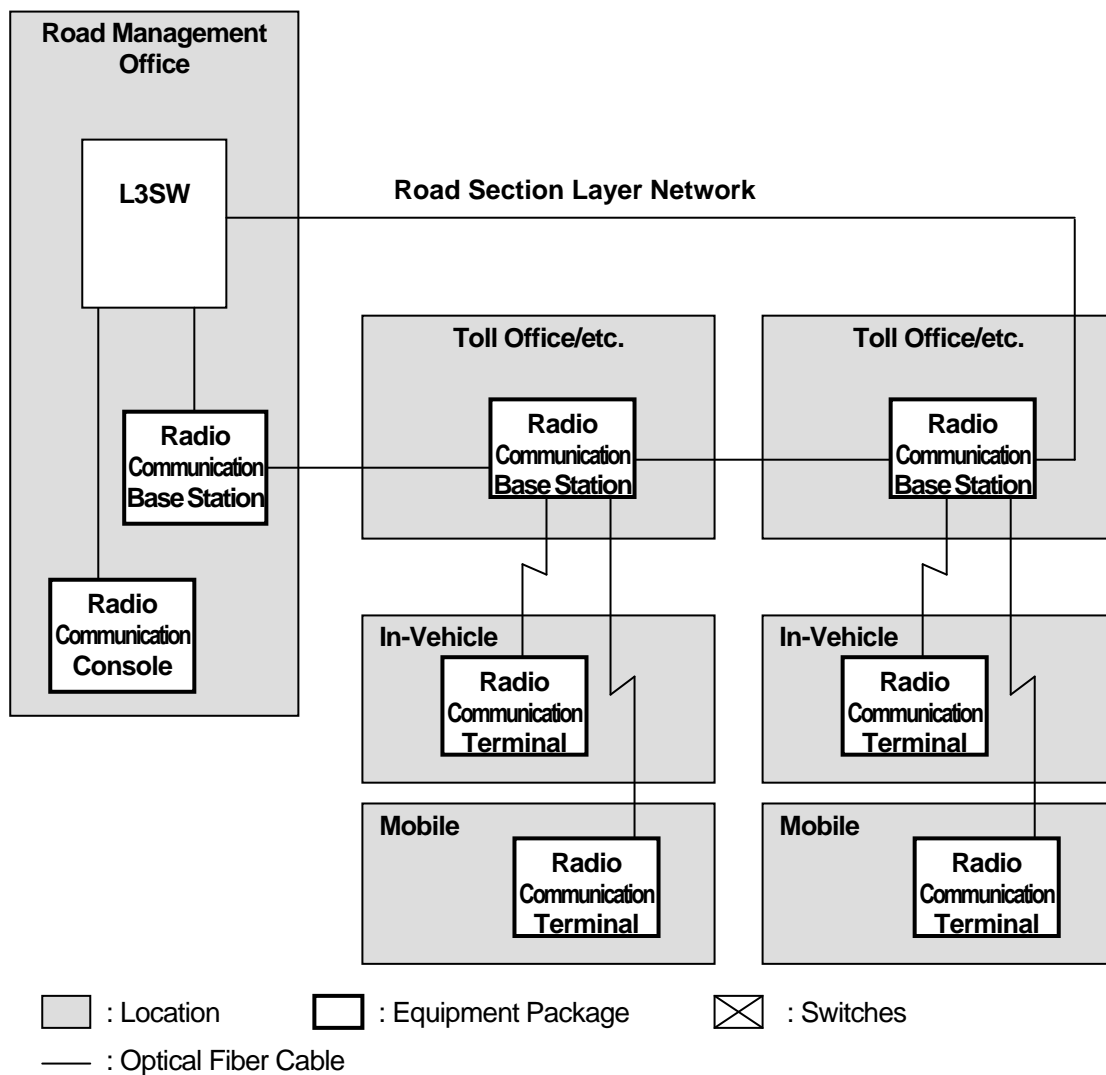 Road Management
Office
L3SW
Road Section Layer Network
Toll Office/etc.
Toll Office/etc.
Radio
Communication
Base Station
Radio
Communication
Base Station
Radio
Communication
Base Station
Radio
Communication
Console
In-Vehicle
Radio
Communication
Terminal
In-Vehicle
Radio
Communication
Terminal
Mobile
Radio
Communication
Terminal
Mobile
Radio
Communication
Terminal
: Location
: Equipment Package
: Switches
: Optical Fiber Cable